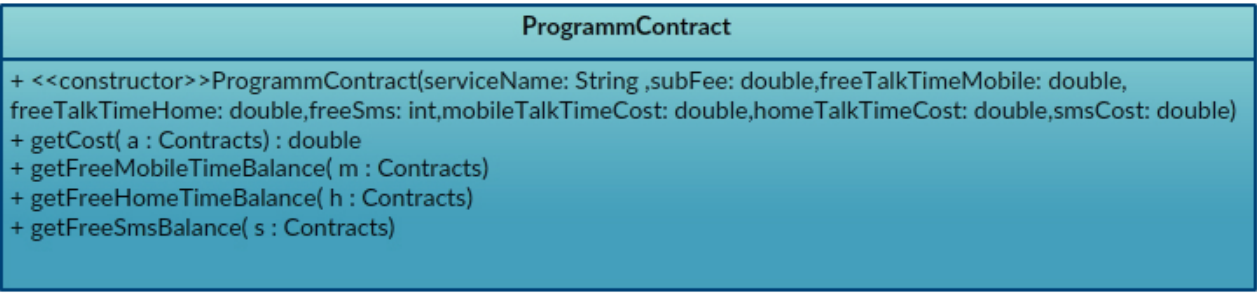 ProgrammContract
+ <<constructor>>ProgrammContract(serviceName: String ,subFee: double,freeTalkTimeMobile: double,
freeTalkTimeHome: double,freeSms: int,mobileTalkTimeCost: double,homeTalkTimeCost: double,smsCost: double)
+ getCost( a : Contracts) : double
+ getFreeMobileTimeBalance( m : Contracts)
+ getFreeHomeTimeBalance( h : Contracts)
+ getFreeSmsBalance( s : Contracts)